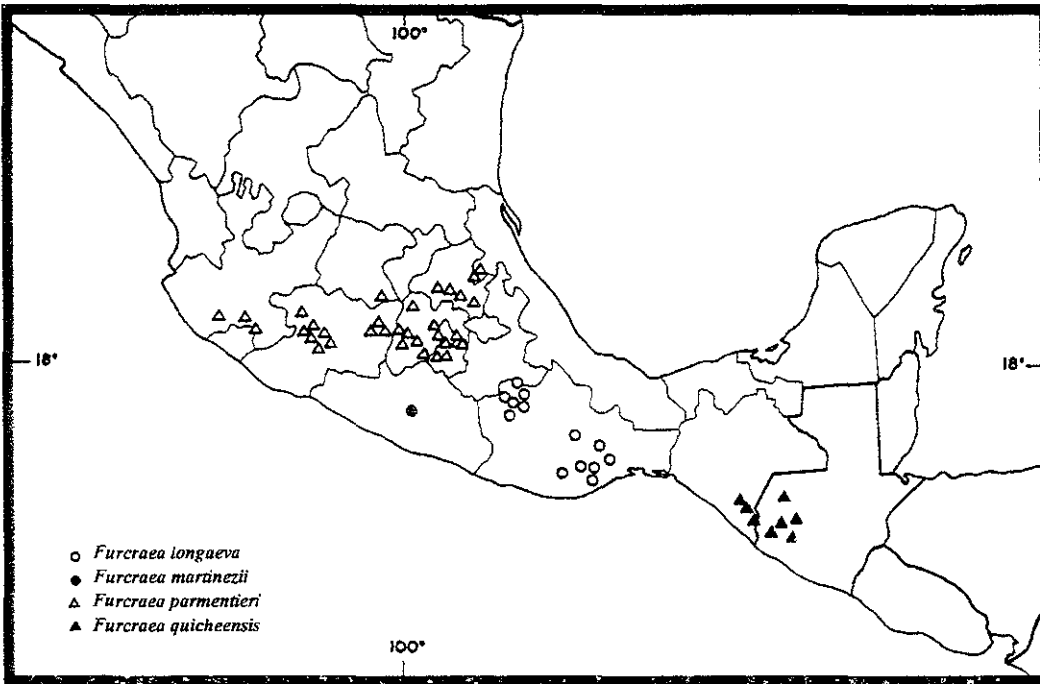 100°
18°
18°
○ Furcraea longaeva
● Furcraea martinezii
△ Furcraea parmentieri
▲ Furcraea quicheensis
100°